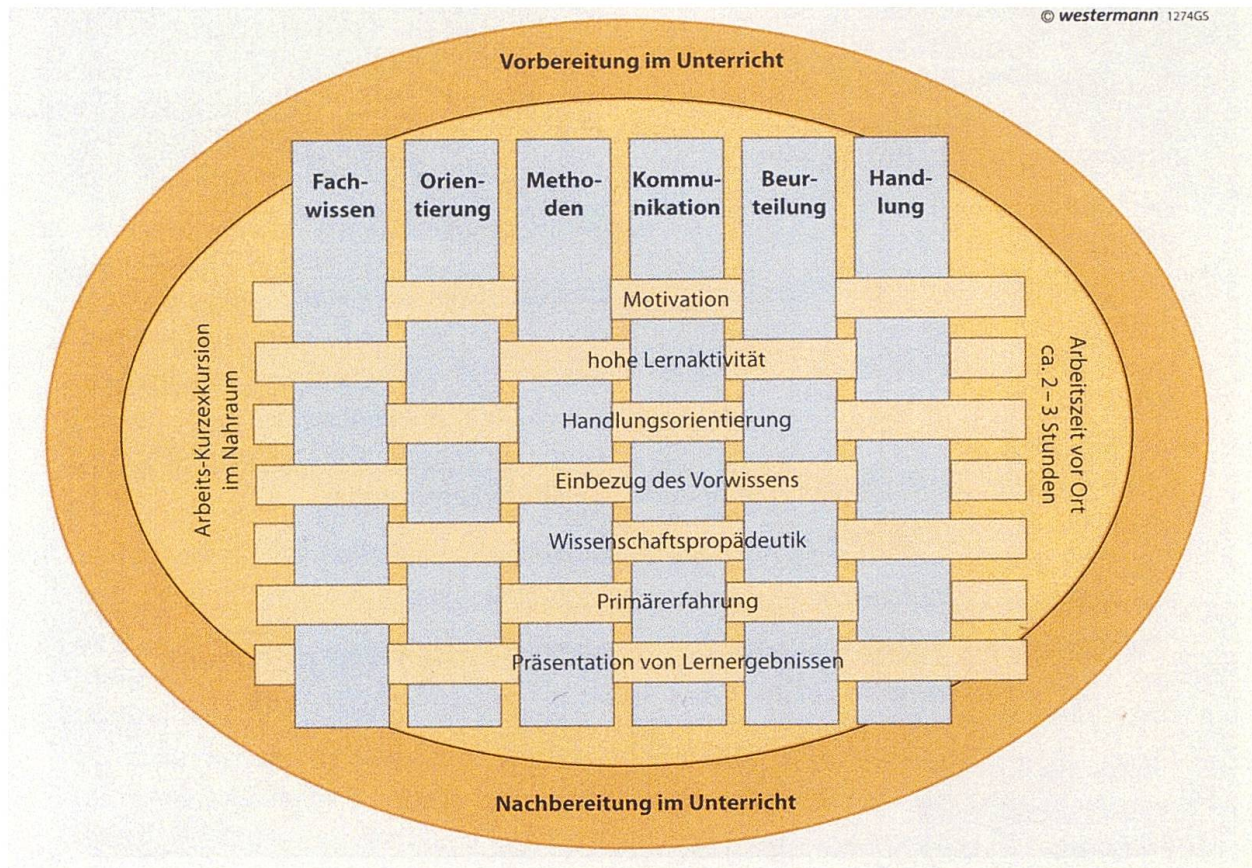 © westermann 1274GS
Vorbereitung im Unterricht
Fach-
wissen
Orien-
tierung
Metho-
den
Kommu-
nikation
Beur-
teilung
Hand-
lung
Motivation
hohe Lernaktivität
Handlungsorientierung
Einbezug des Vorwissens
Wissenschaftspropädeutik
Primärerfahrung
Präsentation von Lernergebnissen
Arbeits-Kurzexkursion
im Nahraum
Arbeitszeit vor Ort
ca. 2–3 Stunden
Nachbereitung im Unterricht